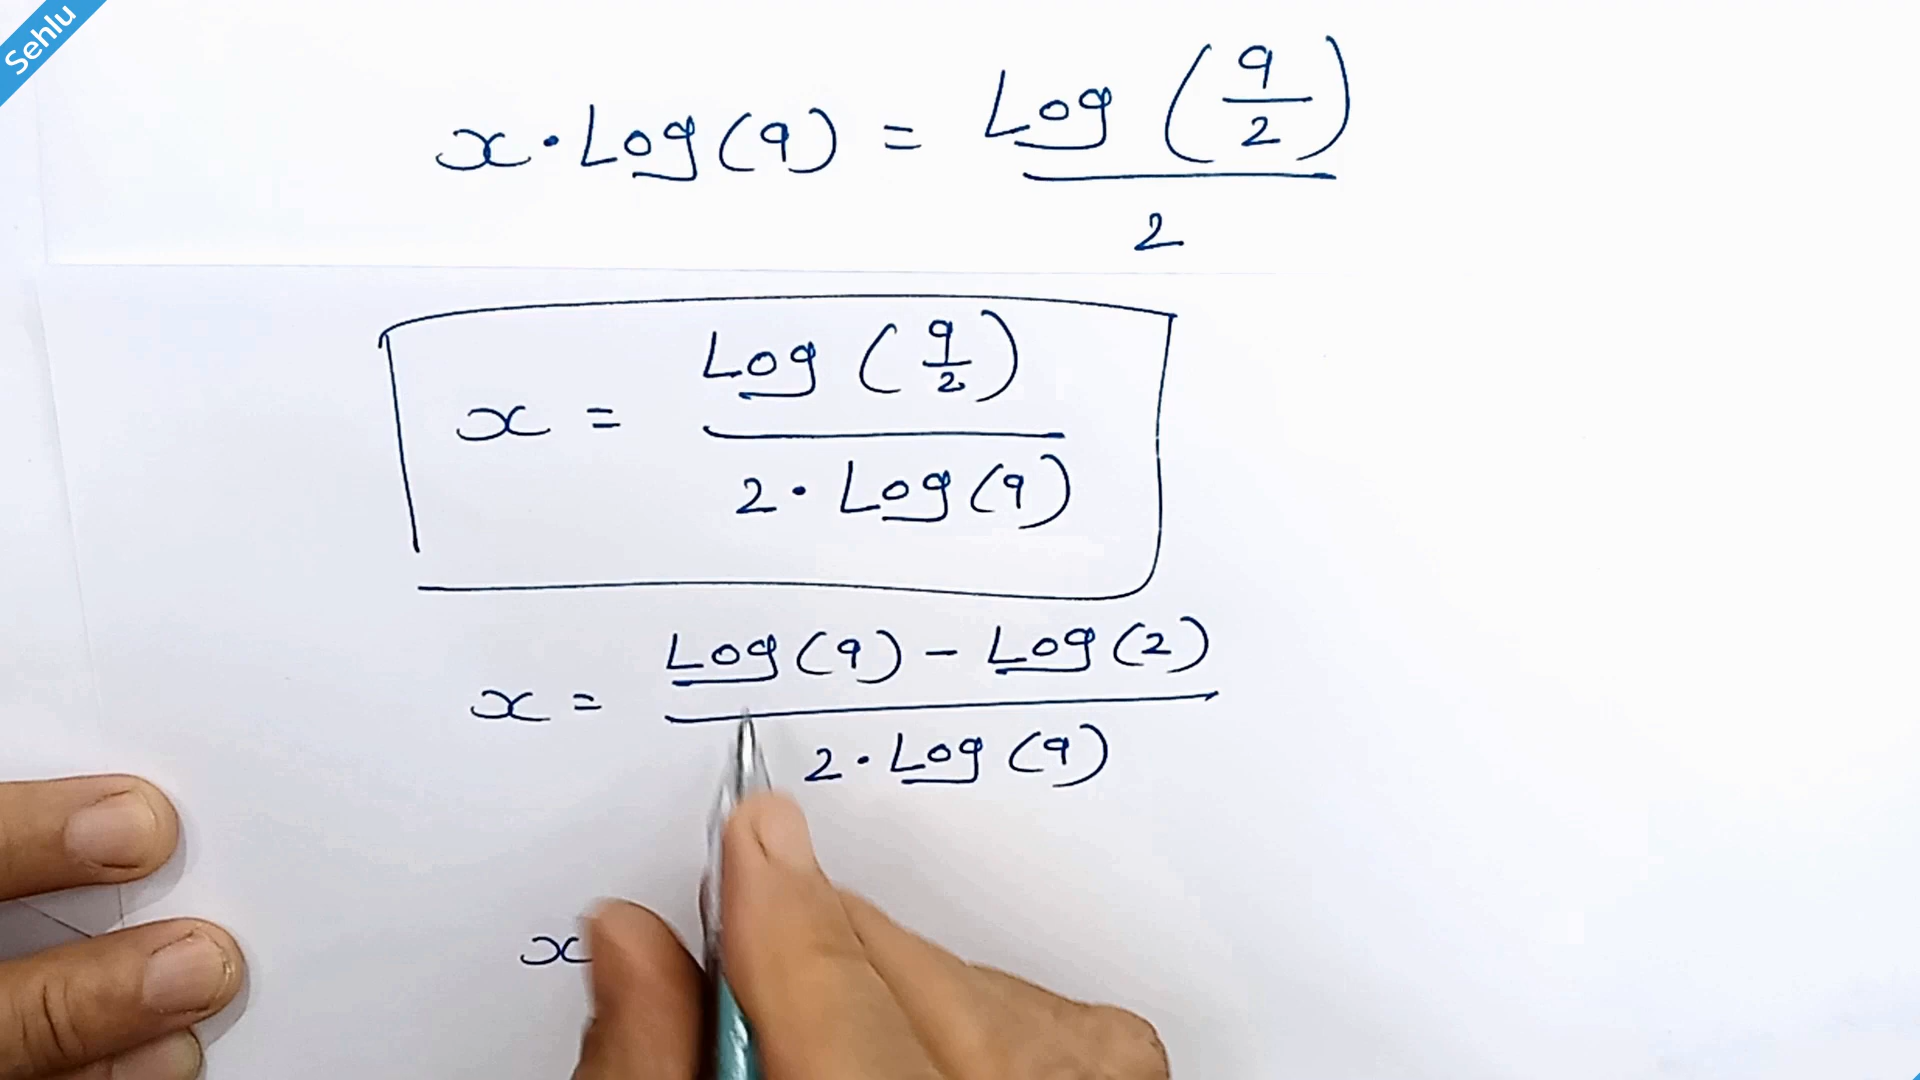 Sehlu
x · Log (9) = Log (9/2) / 2
x = Log (9/2) / 2 · Log (9)
x = Log (9) - Log (2) / 2 · Log (9)
x